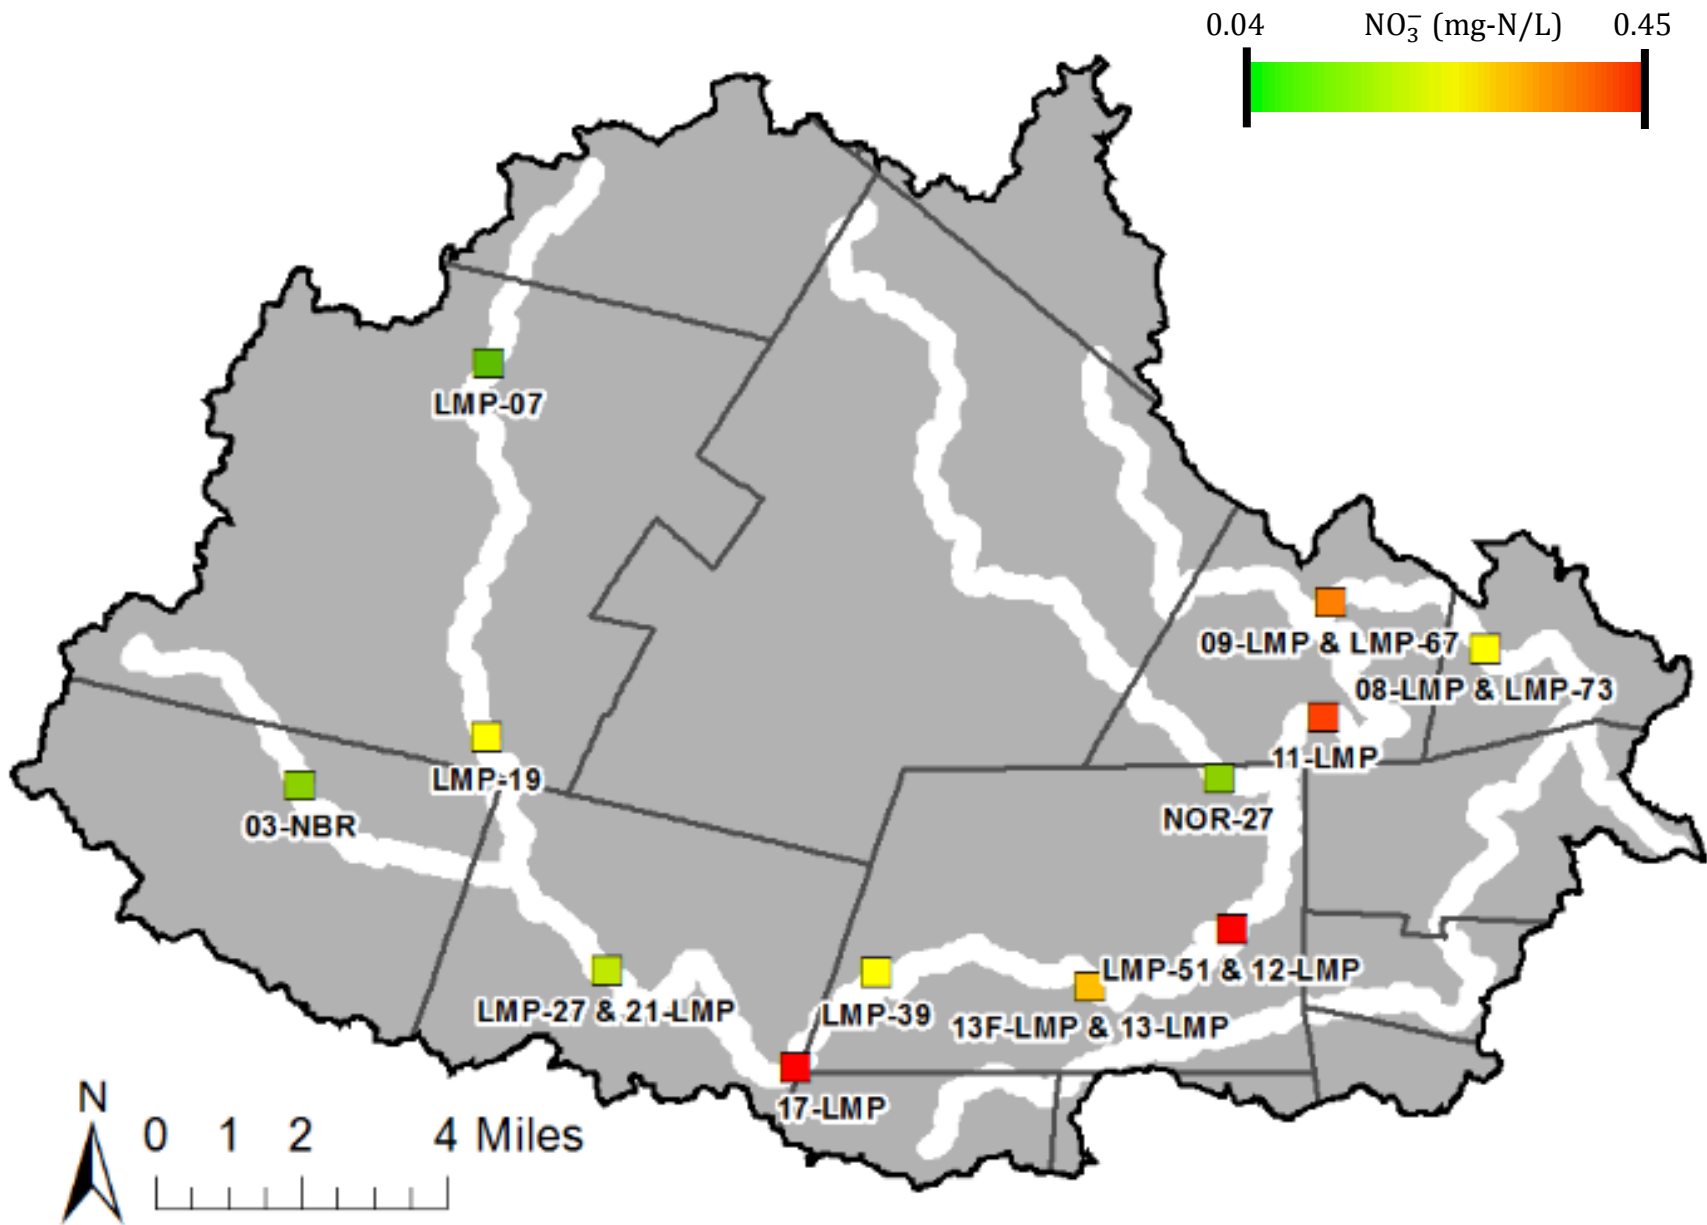 0.04 NO₃⁻ (mg-N/L) 0.45
LMP-07
09-LMP & LMP-67
08-LMP & LMP-73
11-LMP
LMP-19
NOR-27
03-NBR
LMP-51 & 12-LMP
LMP-27 & 21-LMP
LMP-39
13F-LMP & 13-LMP
17-LMP
N
0 1 2 4 Miles